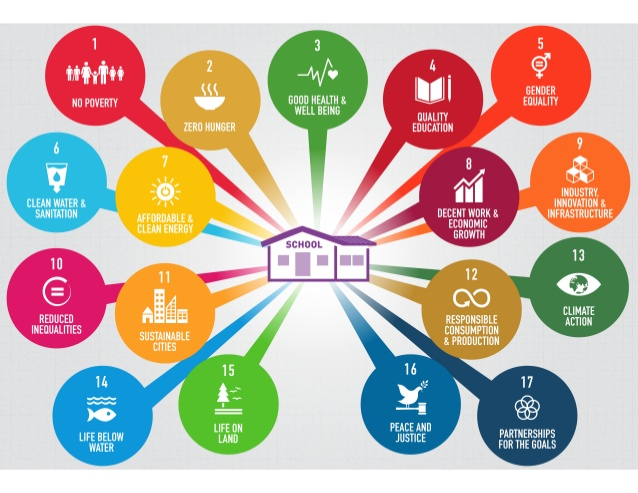 1
NO POVERTY
2
ZERO HUNGER
3
GOOD HEALTH &
WELL BEING
4
QUALITY
EDUCATION
5
GENDER
EQUALITY
6
CLEAN WATER &
SANITATION
7
AFFORDABLE &
CLEAN ENERGY
8
DECENT WORK &
ECONOMIC
GROWTH
9
INDUSTRY,
INNOVATION &
INFRASTRUCTURE
SCHOOL
10
REDUCED
INEQUALITIES
11
SUSTAINABLE
CITIES
12
RESPONSIBLE
CONSUMPTION
& PRODUCTION
13
CLIMATE
ACTION
14
LIFE BELOW
WATER
15
LIFE ON
LAND
16
PEACE AND
JUSTICE
17
PARTNERSHIPS
FOR THE GOALS